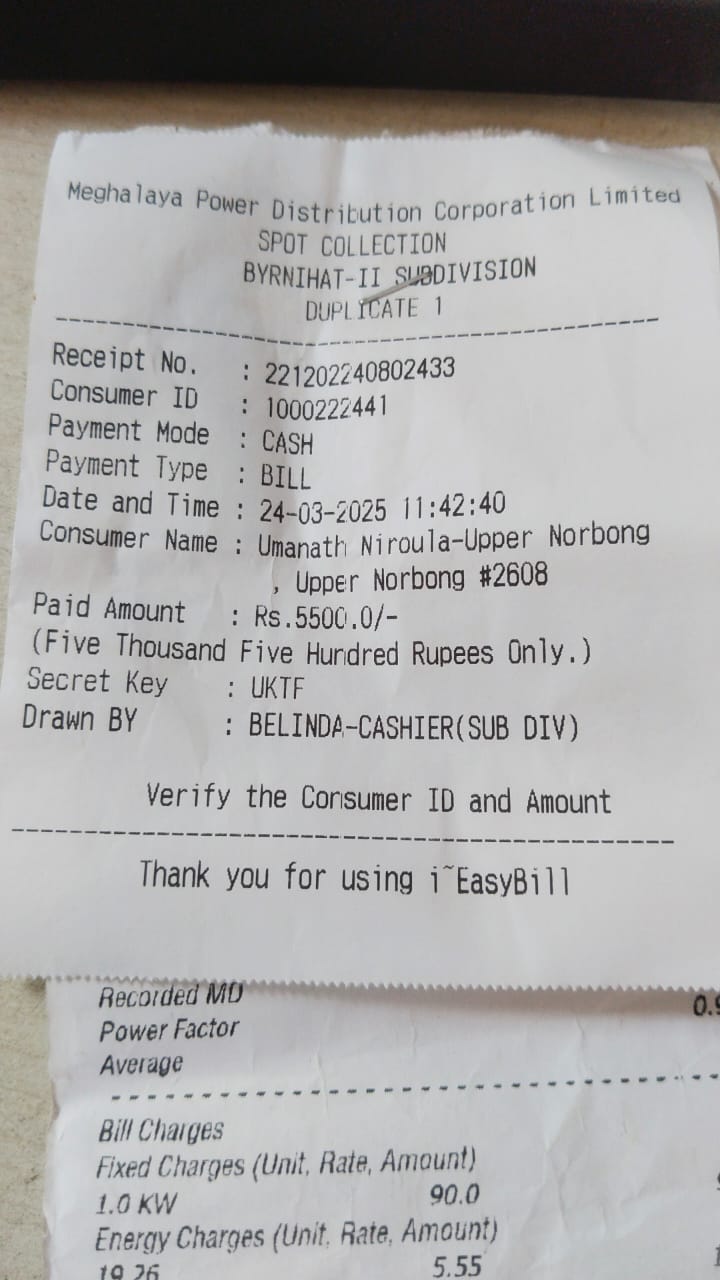 Meghalaya Power Distribution Corporation Limited
SPOT COLLECTION
BYRNIHAT-II SUBDIVISION
DUPLICATE 1
Receipt No. : 221202240802433
Consumer ID : 1000222441
Payment Mode : CASH
Payment Type : BILL
Date and Time : 24-03-2025 11:42:40
Consumer Name : Umanath Niroula-Upper Norbong
, Upper Norbong #2608
Paid Amount : Rs.5500.0/-
(Five Thousand Five Hundred Rupees Only.)
Secret Key : UKTF
Drawn BY : BELINDA-CASHIER(SUB DIV)
Verify the Consumer ID and Amount
Thank you for using i~EasyBill
Recorded MD
Power Factor
Average
Bill Charges
Fixed Charges (Unit, Rate, Amount)
1.0 KW 90.0
Energy Charges (Unit, Rate, Amount)
19.26 5.55